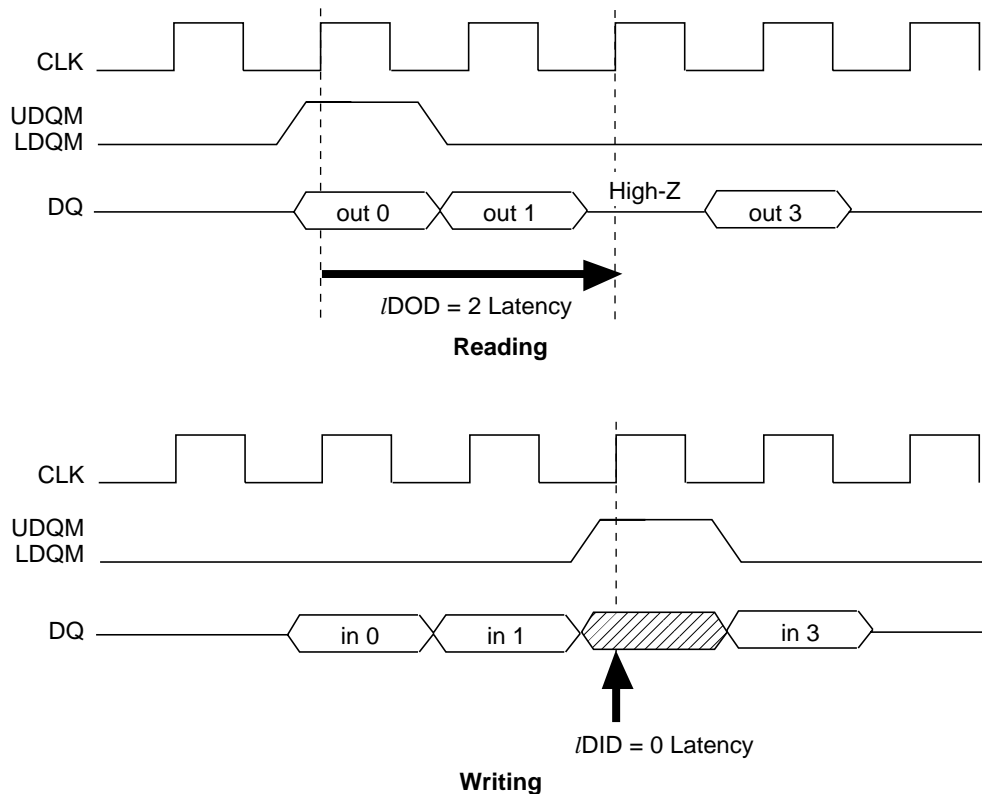 CLK
UDQM
LDQM
DQ
out 0
out 1
High-Z
out 3
lDOD = 2 Latency
Reading
CLK
UDQM
LDQM
DQ
in 0
in 1
in 3
lDID = 0 Latency
Writing